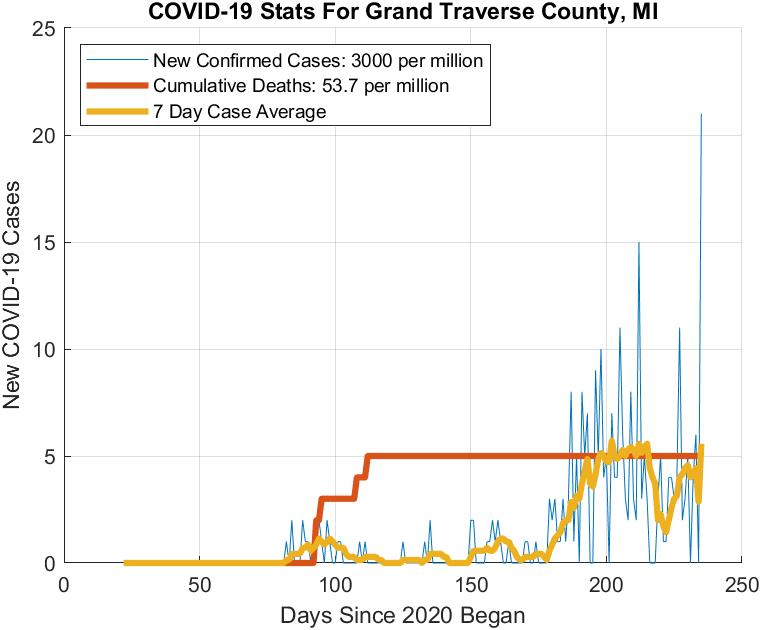 COVID-19 Stats For Grand Traverse County, MI
New Confirmed Cases: 3000 per million
Cumulative Deaths: 53.7 per million
7 Day Case Average
New COVID-19 Cases
25
20
15
10
5
0
0 50 100 150 200 250
Days Since 2020 Began